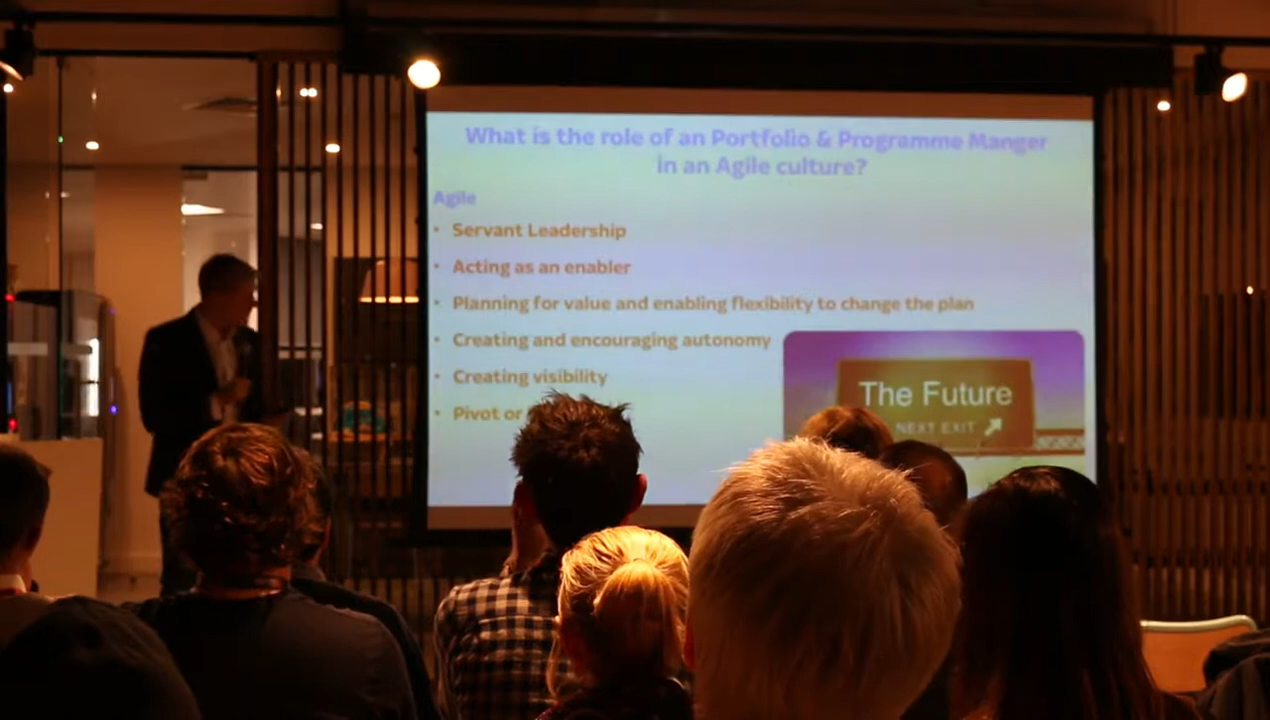 What is the role of an Portfolio & Programme Manger
in an Agile culture?
Agile
• Servant Leadership
• Acting as an enabler
• Planning for value and enabling flexibility to change the plan
• Creating and encouraging autonomy
• Creating visibility
• Pivot or
The Future
NEXT EXIT